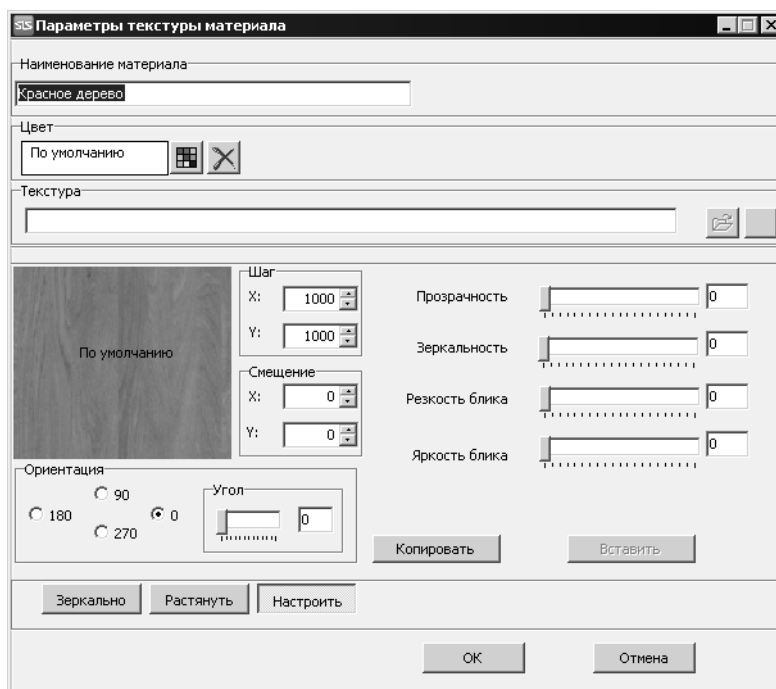 SLS Параметры текстуры материала
Наименование материала
Красное дерево
Цвет
По умолчанию
Текстура
По умолчанию
Шаг
X: 1000
Y: 1000
Смещение
X: 0
Y: 0
Прозрачность 0
Зеркальность 0
Резкость блика 0
Яркость блика 0
Ориентация
90
180
0
270
Угол
0
Копировать
Вставить
Зеркально
Растянуть
Настроить
ОК
Отмена